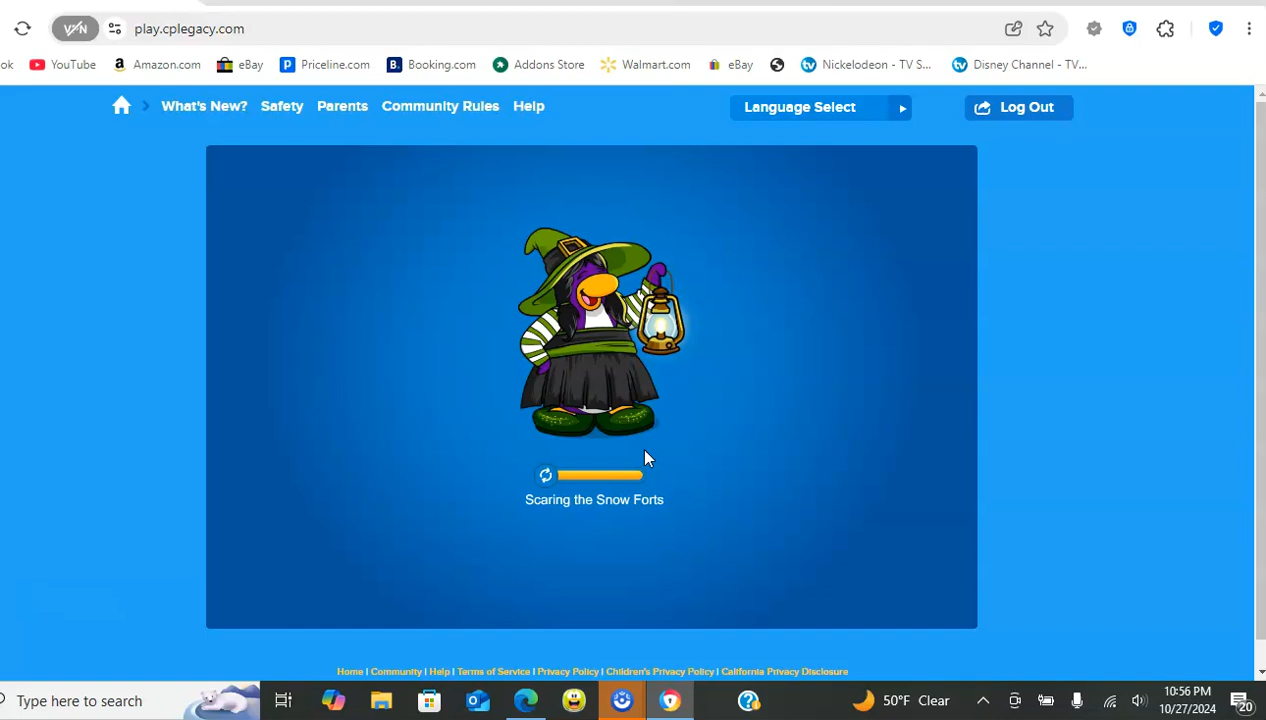 VPN play.cplegacy.com
ok YouTube Amazon.com eBay Priceline.com Booking.com Addons Store Walmart.com eBay Nickelodeon - TV S... Disney Channel - TV...
What's New? Safety Parents Community Rules Help Language Select Log Out
Scaring the Snow Forts
Home | Community | Help | Terms of Service | Privacy Policy | Children's Privacy Policy | California Privacy Disclosure
Type here to search 50°F Clear 10:56 PM
10/27/2024 20